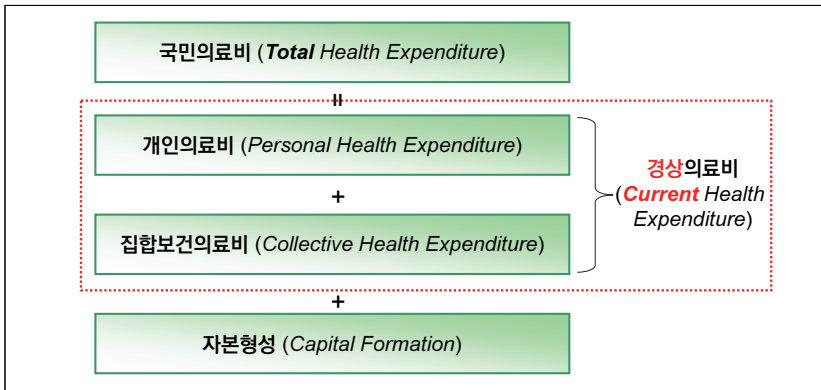 국민의료비 (Total Health Expenditure)
=
개인의료비 (Personal Health Expenditure)
+
집합보건의료비 (Collective Health Expenditure)
경상의료비
(Current Health
Expenditure)
+
자본형성 (Capital Formation)